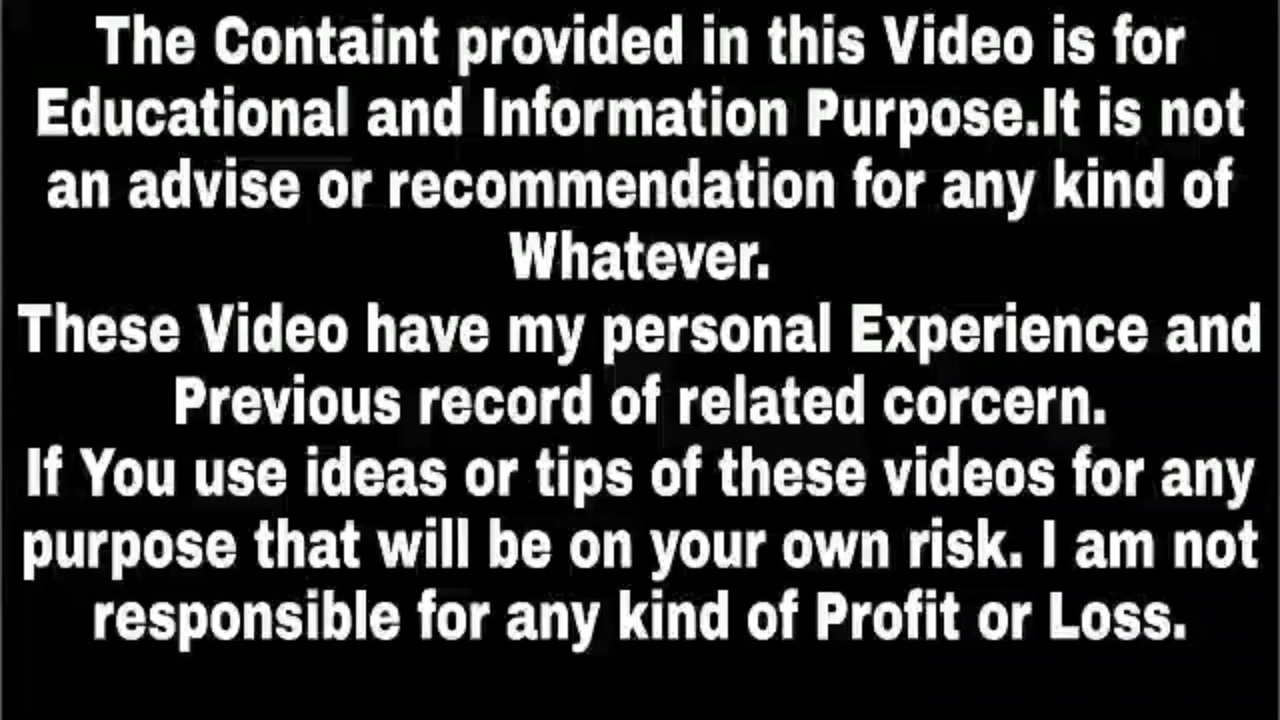 The Containt provided in this Video is for
Educational and Information Purpose.It is not
an advise or recommendation for any kind of
Whatever.
These Video have my personal Experience and
Previous record of related corcern.
If You use ideas or tips of these videos for any
purpose that will be on your own risk. I am not
responsible for any kind of Profit or Loss.